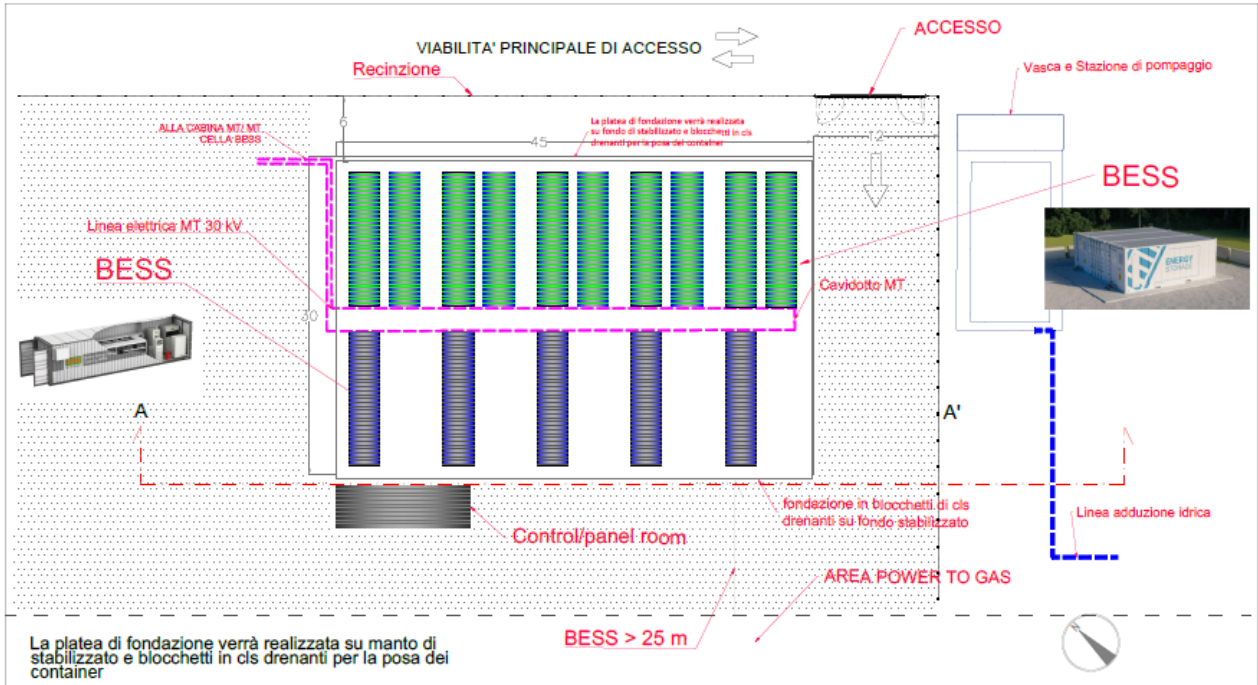 VIABILITA' PRINCIPALE DI ACCESSO
ACCESSO
Recinzione
Vasca e Stazione di pompaggio
ALLA CABINA MT/ MT
CELLA BESS
6
La platea di fondazione verrà realizzata
su fondo di stabilizzato e blocchetti in cls
drenanti per la posa dei container
45
12
BESS
Linea elettrica MT 30 kV
BESS
Cavidotto MT
ENERGY
STORAGE
30
A
A'
fondazione in blocchetti di cls
drenanti su fondo stabilizzato
Linea adduzione idrica
Control/panel room
AREA POWER TO GAS
BESS > 25 m
N
La platea di fondazione verrà realizzata su manto di
stabilizzato e blocchetti in cls drenanti per la posa dei
container